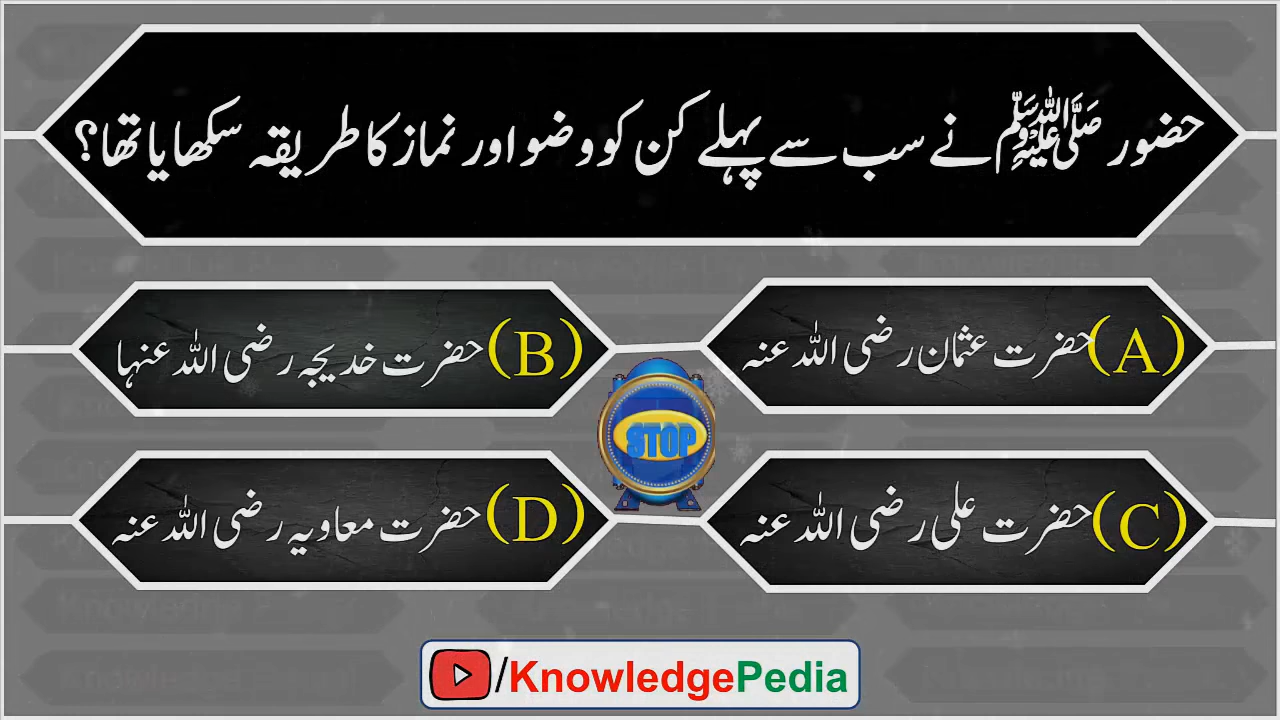 حضور ﷺ نے سب سے پہلے کن کو وضو اور نماز کا طریقہ سکھایا تھا؟
(A) حضرت عثمان رضی اللہ عنہ
(B) حضرت خدیجہ رضی اللہ عنہا
STOP
(C) حضرت علی رضی اللہ عنہ
(D) حضرت معاویہ رضی اللہ عنہ
/KnowledgePedia